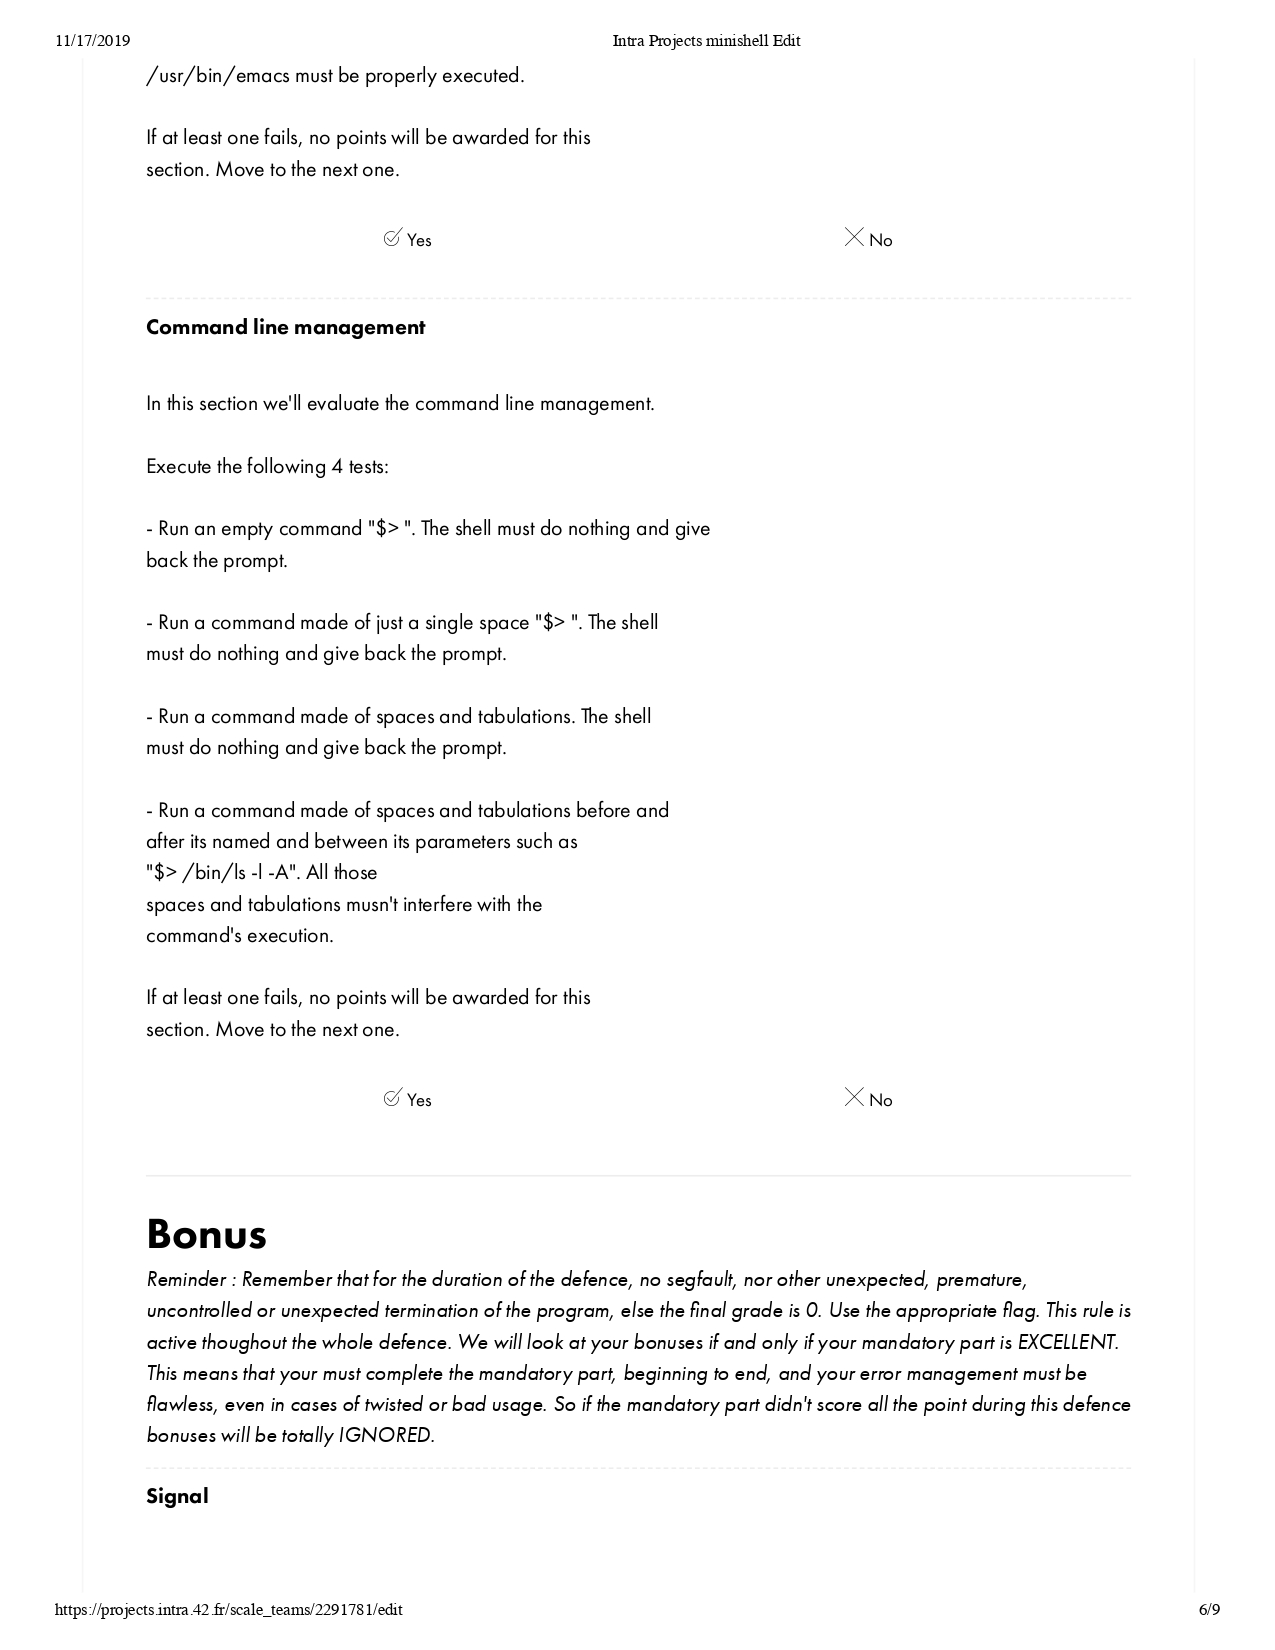 11/17/2019 Intra Projects minishell Edit
/usr/bin/emacs must be properly executed.
If at least one fails, no points will be awarded for this
section. Move to the next one.
Yes No
Command line management
In this section we'll evaluate the command line management.
Execute the following 4 tests:
- Run an empty command "$> ". The shell must do nothing and give
back the prompt.
- Run a command made of just a single space "$> ". The shell
must do nothing and give back the prompt.
- Run a command made of spaces and tabulations. The shell
must do nothing and give back the prompt.
- Run a command made of spaces and tabulations before and
after its named and between its parameters such as
"$> /bin/ls -l -A". All those
spaces and tabulations musn't interfere with the
command's execution.
If at least one fails, no points will be awarded for this
section. Move to the next one.
Yes No
Bonus
Reminder : Remember that for the duration of the defence, no segfault, nor other unexpected, premature,
uncontrolled or unexpected termination of the program, else the final grade is 0. Use the appropriate flag. This rule is
active thoughout the whole defence. We will look at your bonuses if and only if your mandatory part is EXCELLENT.
This means that your must complete the mandatory part, beginning to end, and your error management must be
flawless, even in cases of twisted or bad usage. So if the mandatory part didn't score all the point during this defence
bonuses will be totally IGNORED.
Signal
https://projects.intra.42.fr/scale_teams/2291781/edit 6/9